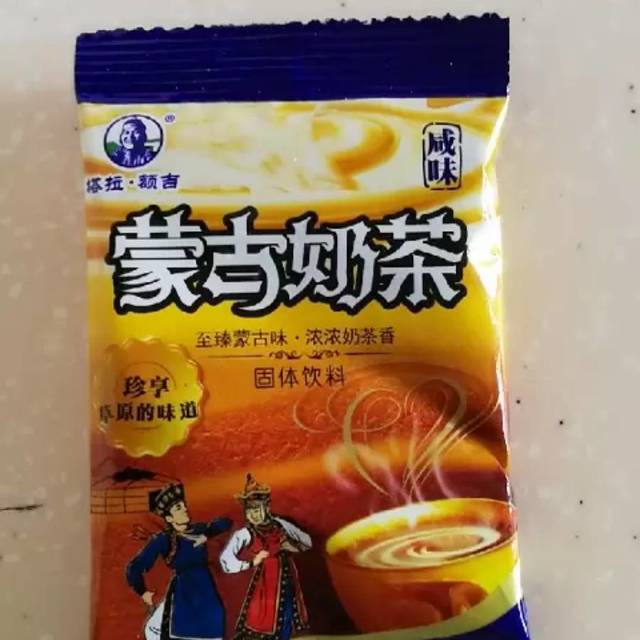 ®
塔拉·额吉
咸味
蒙古奶茶
至臻蒙古味·浓浓奶茶香
固体饮料
珍享
草原的味道